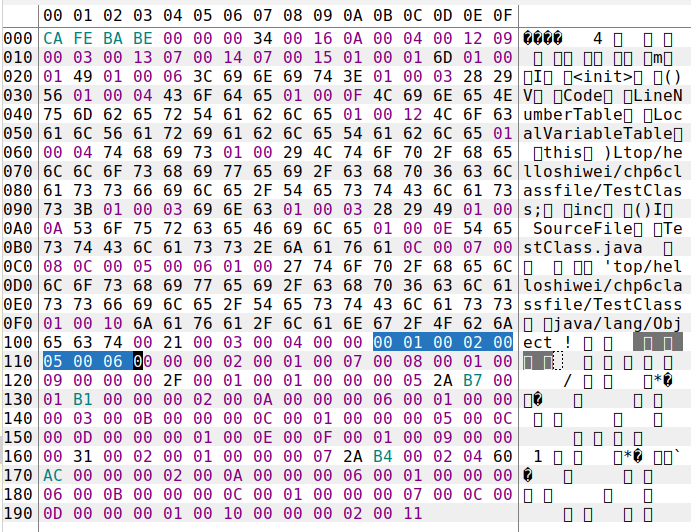 00 01 02 03 04 05 06 07 08 09 0A 0B 0C 0D 0E 0F
000 CA FE BA BE 00 00 00 34 00 16 0A 00 04 00 12 09 ���� 4 □ □ □
010 00 03 00 13 07 00 14 07 00 15 01 00 01 6D 01 00 □ □□ □□ □□ □m□
020 01 49 01 00 06 3C 69 6E 69 74 3E 01 00 03 28 29 □I□ □<init>□ □()
030 56 01 00 04 43 6F 64 65 01 00 0F 4C 69 6E 65 4E V□ □Code□ □LineN
040 75 6D 62 65 72 54 61 62 6C 65 01 00 12 4C 6F 63 umberTable□ □Loc
050 61 6C 56 61 72 69 61 62 6C 65 54 61 62 6C 65 01 alVariableTable□
060 00 04 74 68 69 73 01 00 29 4C 74 6F 70 2F 68 65 □this□ )Ltop/he
070 6C 6C 6F 73 68 69 77 65 69 2F 63 68 70 36 63 6C lloshiwei/chp6cl
080 61 73 73 66 69 6C 65 2F 54 65 73 74 43 6C 61 73 assfile/TestClas
090 73 3B 01 00 03 69 6E 63 01 00 03 28 29 49 01 00 s;□ □inc□ □()I□
0A0 0A 53 6F 75 72 63 65 46 69 6C 65 01 00 0E 54 65 SourceFile□ □Te
0B0 73 74 43 6C 61 73 73 2E 6A 61 76 61 0C 00 07 00 stClass.java □
0C0 08 0C 00 05 00 06 01 00 27 74 6F 70 2F 68 65 6C □ □ □□ 'top/hel
0D0 6C 6F 73 68 69 77 65 69 2F 63 68 70 36 63 6C 61 loshiwei/chp6cla
0E0 73 73 66 69 6C 65 2F 54 65 73 74 43 6C 61 73 73 ssfile/TestClass
0F0 01 00 10 6A 61 76 61 2F 6C 61 6E 67 2F 4F 62 6A □ □java/lang/Obj
100 65 63 74 00 21 00 03 00 04 00 00 00 01 00 02 00 ect ! □ □ □ □
110 05 00 06 00 00 00 02 00 01 00 07 00 08 00 01 00 □ □ □ □ □ □ □
120 09 00 00 00 2F 00 01 00 01 00 00 00 05 2A B7 00 / □ □ □*�
130 01 B1 00 00 00 02 00 0A 00 00 00 06 00 01 00 00 □� □ □ □
140 00 03 00 0B 00 00 00 0C 00 01 00 00 00 05 00 0C □ □ □ □
150 00 0D 00 00 00 01 00 0E 00 0F 00 01 00 09 00 00 □ □ □ □
160 00 31 00 02 00 01 00 00 00 07 2A B4 00 02 04 60 1 □ □ □*� □□`
170 AC 00 00 00 02 00 0A 00 00 00 06 00 01 00 00 00 � □ □ □
180 06 00 0B 00 00 00 0C 00 01 00 00 00 07 00 0C 00 □ □ □ □
190 0D 00 00 00 01 00 10 00 00 00 02 00 11 □ □ □ □